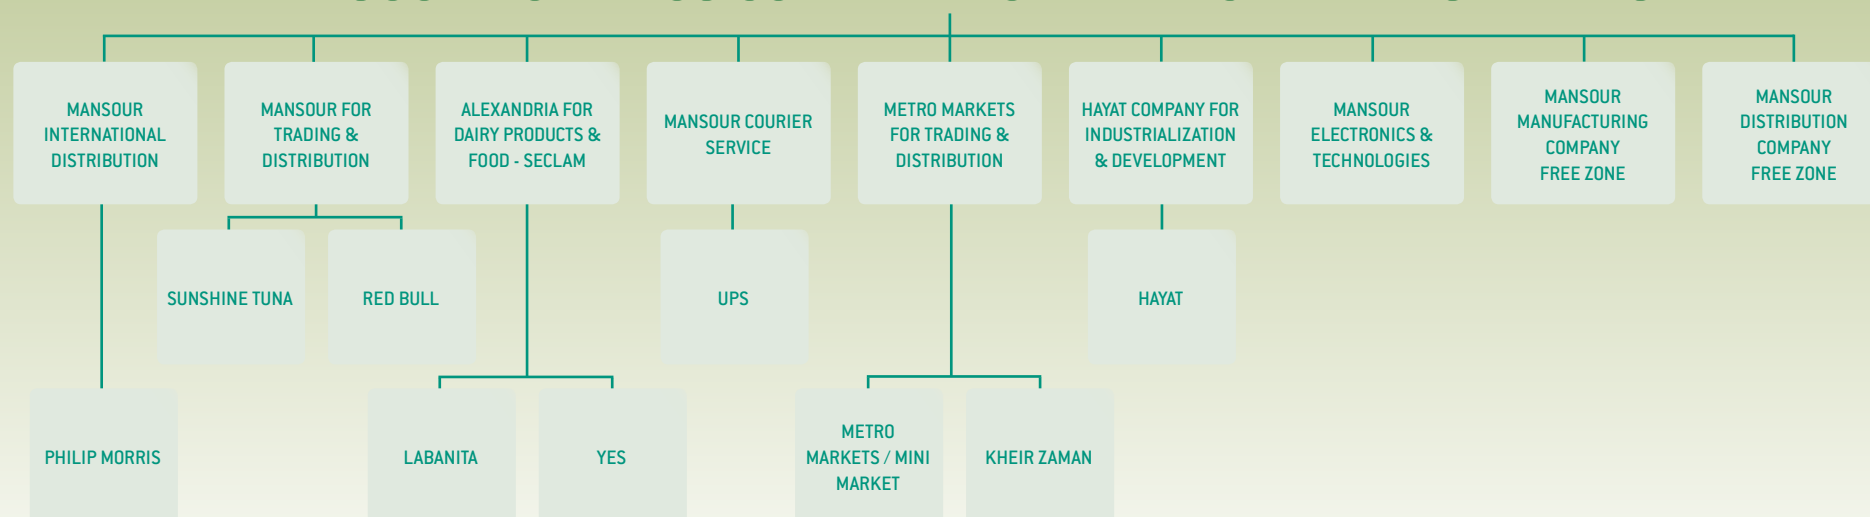 MANSOUR
INTERNATIONAL
DISTRIBUTION
MANSOUR FOR
TRADING &
DISTRIBUTION
ALEXANDRIA FOR
DAIRY PRODUCTS &
FOOD - SECLAM
MANSOUR COURIER
SERVICE
METRO MARKETS
FOR TRADING &
DISTRIBUTION
HAYAT COMPANY FOR
INDUSTRIALIZATION
& DEVELOPMENT
MANSOUR
ELECTRONICS &
TECHNOLOGIES
MANSOUR
MANUFACTURING
COMPANY
FREE ZONE
MANSOUR
DISTRIBUTION
COMPANY
FREE ZONE
SUNSHINE TUNA
RED BULL
UPS
HAYAT
PHILIP MORRIS
LABANITA
YES
METRO
MARKETS / MINI
MARKET
KHEIR ZAMAN